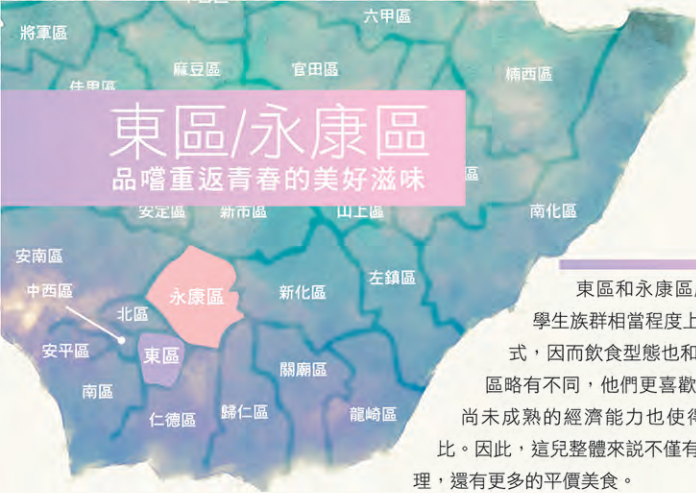 六甲區
將軍區
麻豆區
官田區
楠西區
佳里區
東區/永康區
品嚐重返青春的美好滋味
區
安定區
新市區
山上區
南化區
安南區
左鎮區
中西區
永康區
新化區
北區
東區和永康區
學生族群相當程度上
安平區
東區
式，因而飲食型態也和
關廟區
南區
區略有不同，他們更喜歡
仁德區
歸仁區
龍崎區
尚未成熟的經濟能力也使得
比。因此，這兒整體來說不僅有
理，還有更多的平價美食。